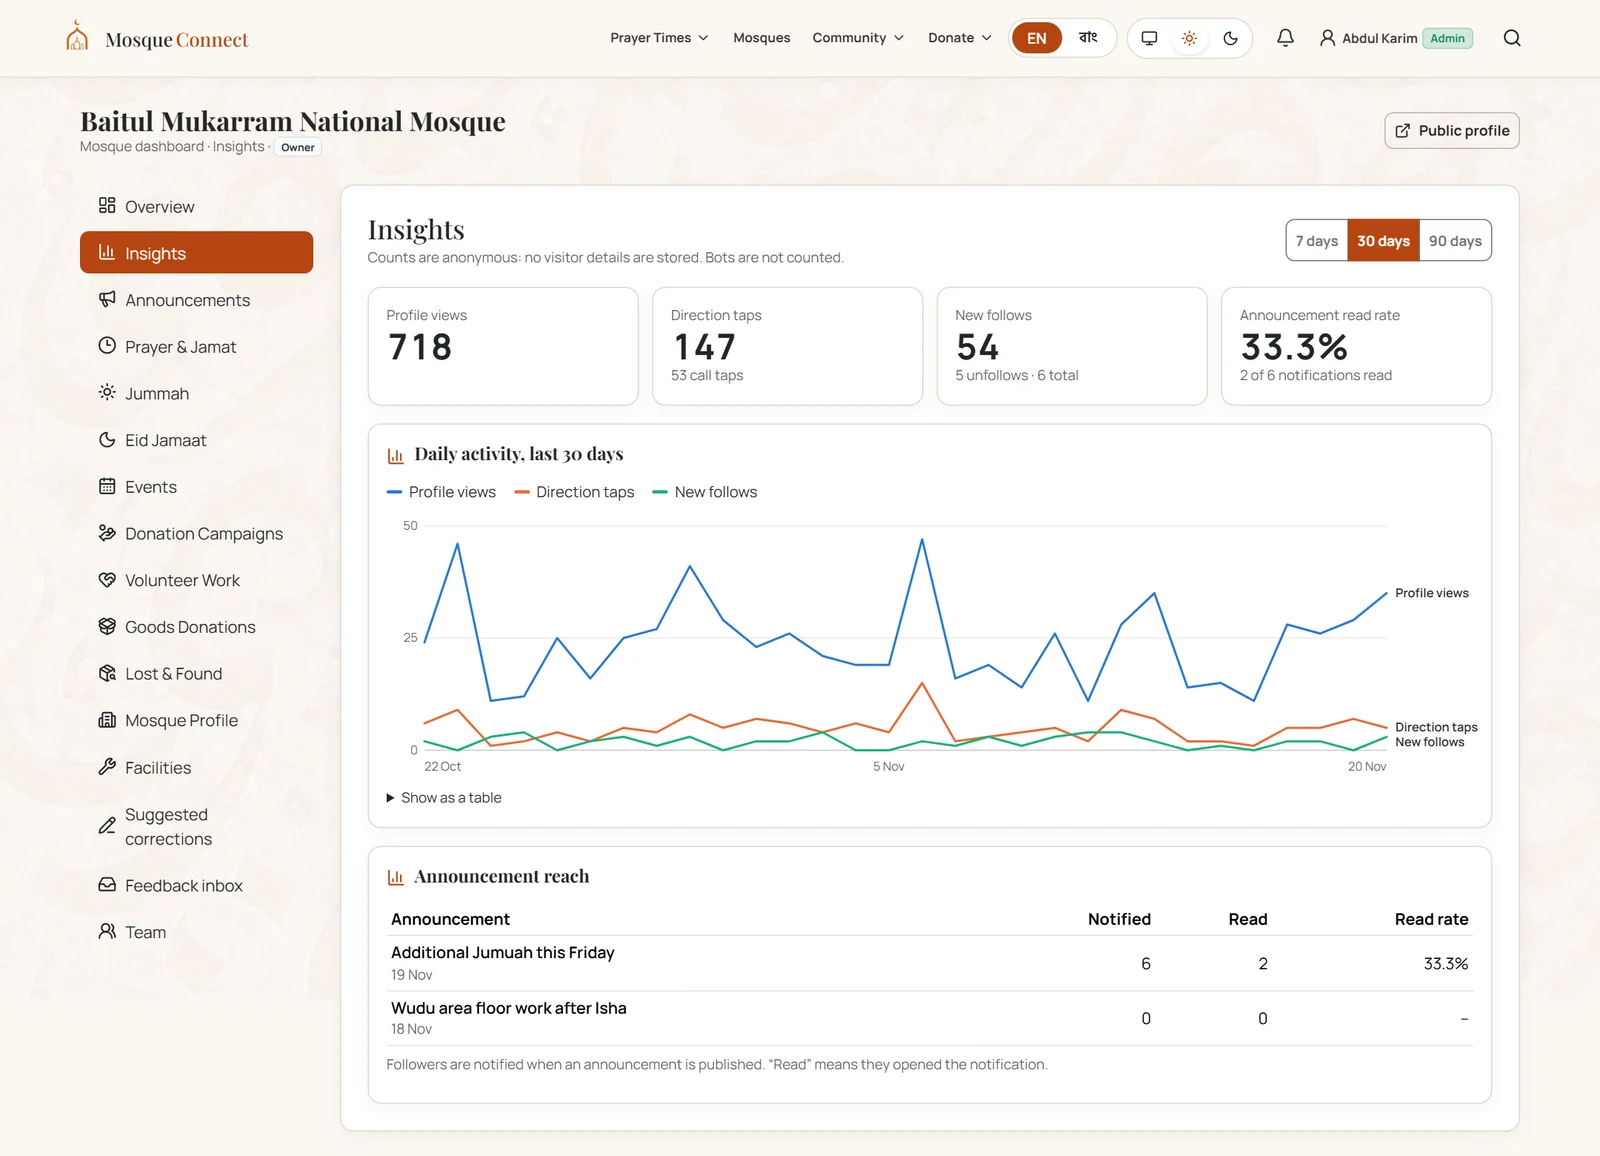 Mosque Connect
Prayer Times
Mosques
Community
Donate
EN
বাং
Abdul Karim
Admin
Baitul Mukarram National Mosque
Mosque dashboard · Insights · Owner
Public profile
Overview
Insights
Announcements
Prayer & Jamat
Jummah
Eid Jamaat
Events
Donation Campaigns
Volunteer Work
Goods Donations
Lost & Found
Mosque Profile
Facilities
Suggested
corrections
Feedback inbox
Team
Insights
Counts are anonymous: no visitor details are stored. Bots are not counted.
7 days
30 days
90 days
Profile views
718
Direction taps
147
53 call taps
New follows
54
5 unfollows · 6 total
Announcement read rate
33.3%
2 of 6 notifications read
Daily activity, last 30 days
Profile views
Direction taps
New follows
50
25
0
22 Oct
5 Nov
20 Nov
Profile views
Direction taps
New follows
Show as a table
Announcement reach
Announcement Notified Read Read rate
Additional Jumuah this Friday
19 Nov
6 2 33.3%
Wudu area floor work after Isha
18 Nov
0 0 –
Followers are notified when an announcement is published. “Read” means they opened the notification.